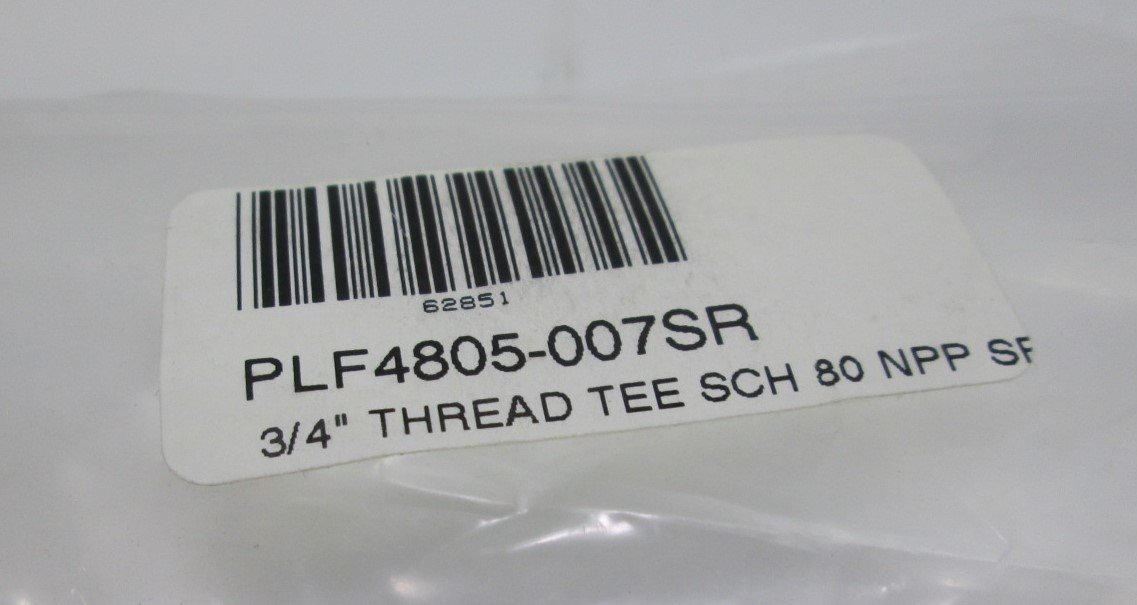 62851
PLF4805-007SR
3/4" THREAD TEE SCH 80 NPP